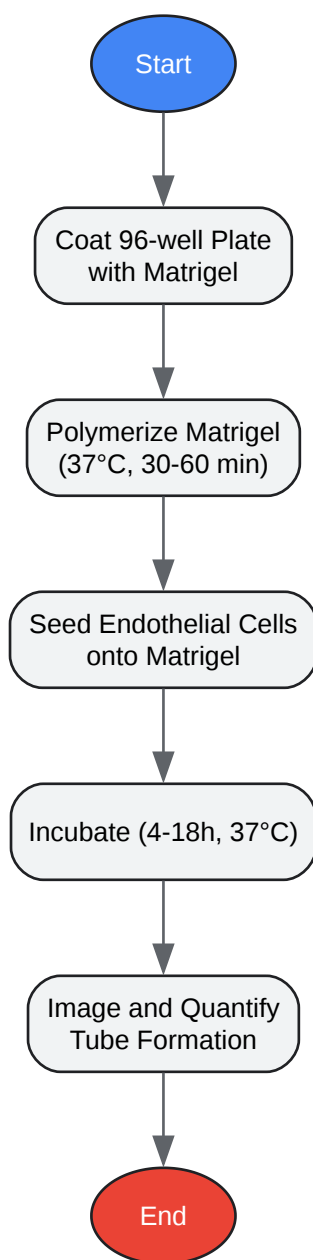 Start
Coat 96-well Plate
with Matrigel
Polymerize Matrigel
(37°C, 30-60 min)
Seed Endothelial Cells
onto Matrigel
Incubate (4-18h, 37°C)
Image and Quantify
Tube Formation
End